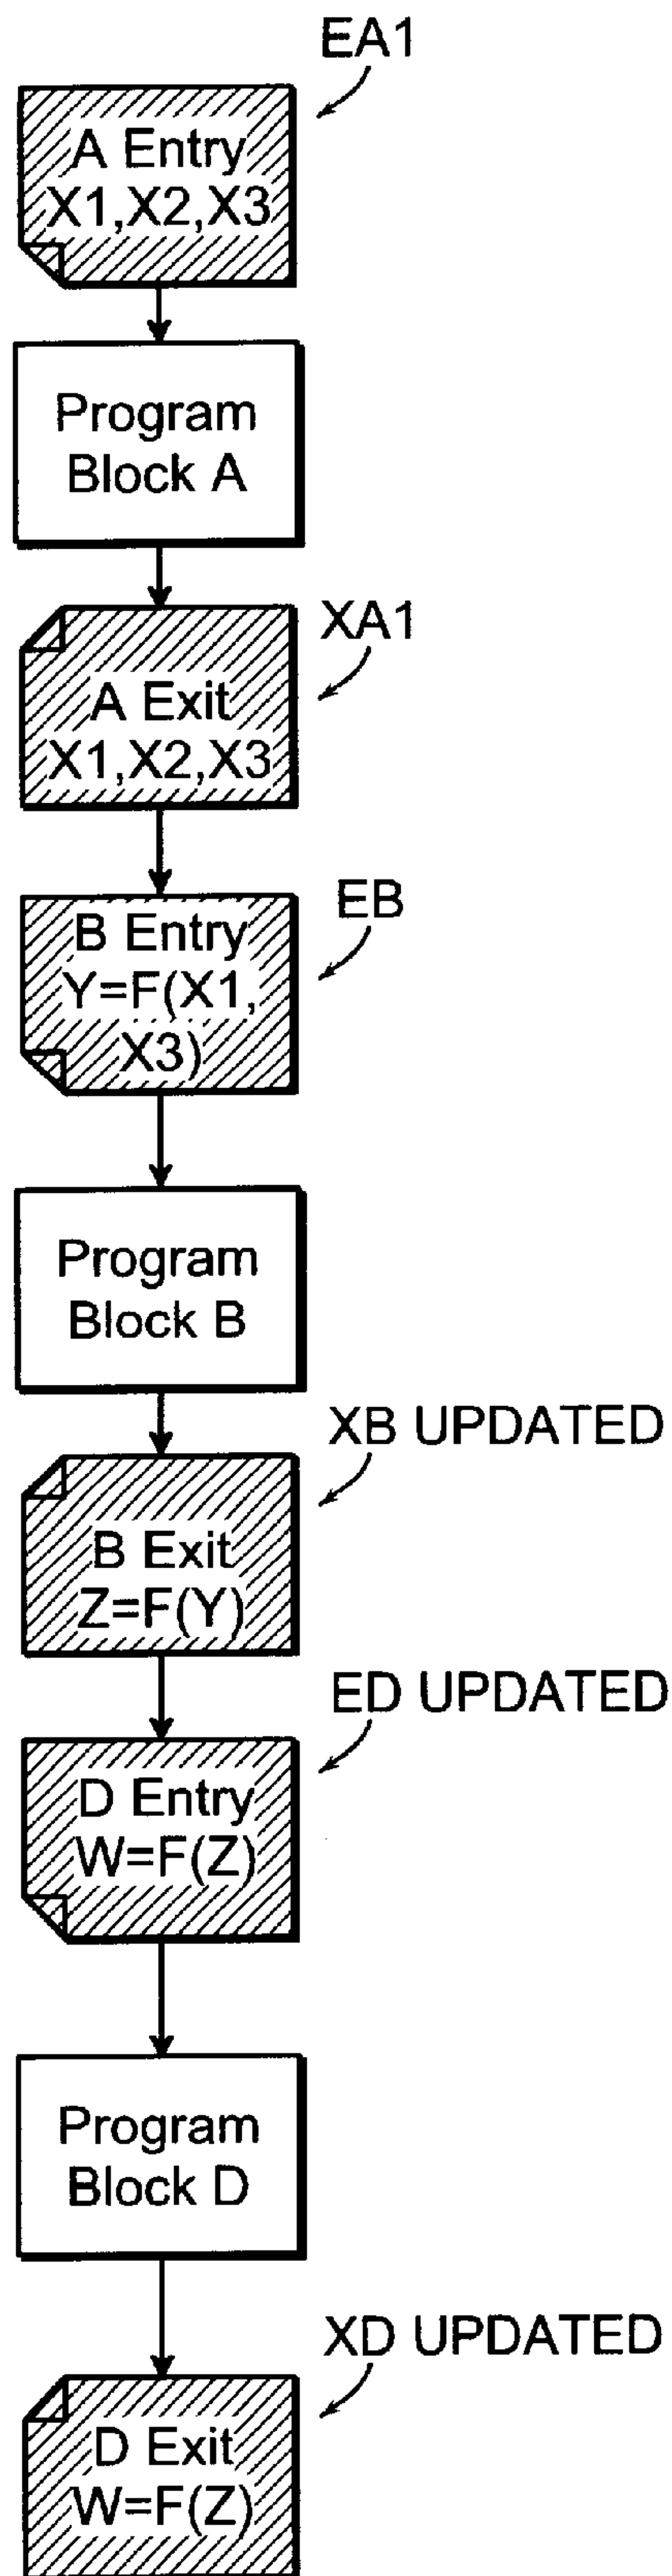 EA1
A Entry
X1,X2,X3
Program
Block A
XA1
A Exit
X1,X2,X3
EB
B Entry
Y=F(X1,
X3)
Program
Block B
XB UPDATED
B Exit
Z=F(Y)
ED UPDATED
D Entry
W=F(Z)
Program
Block D
XD UPDATED
D Exit
W=F(Z)